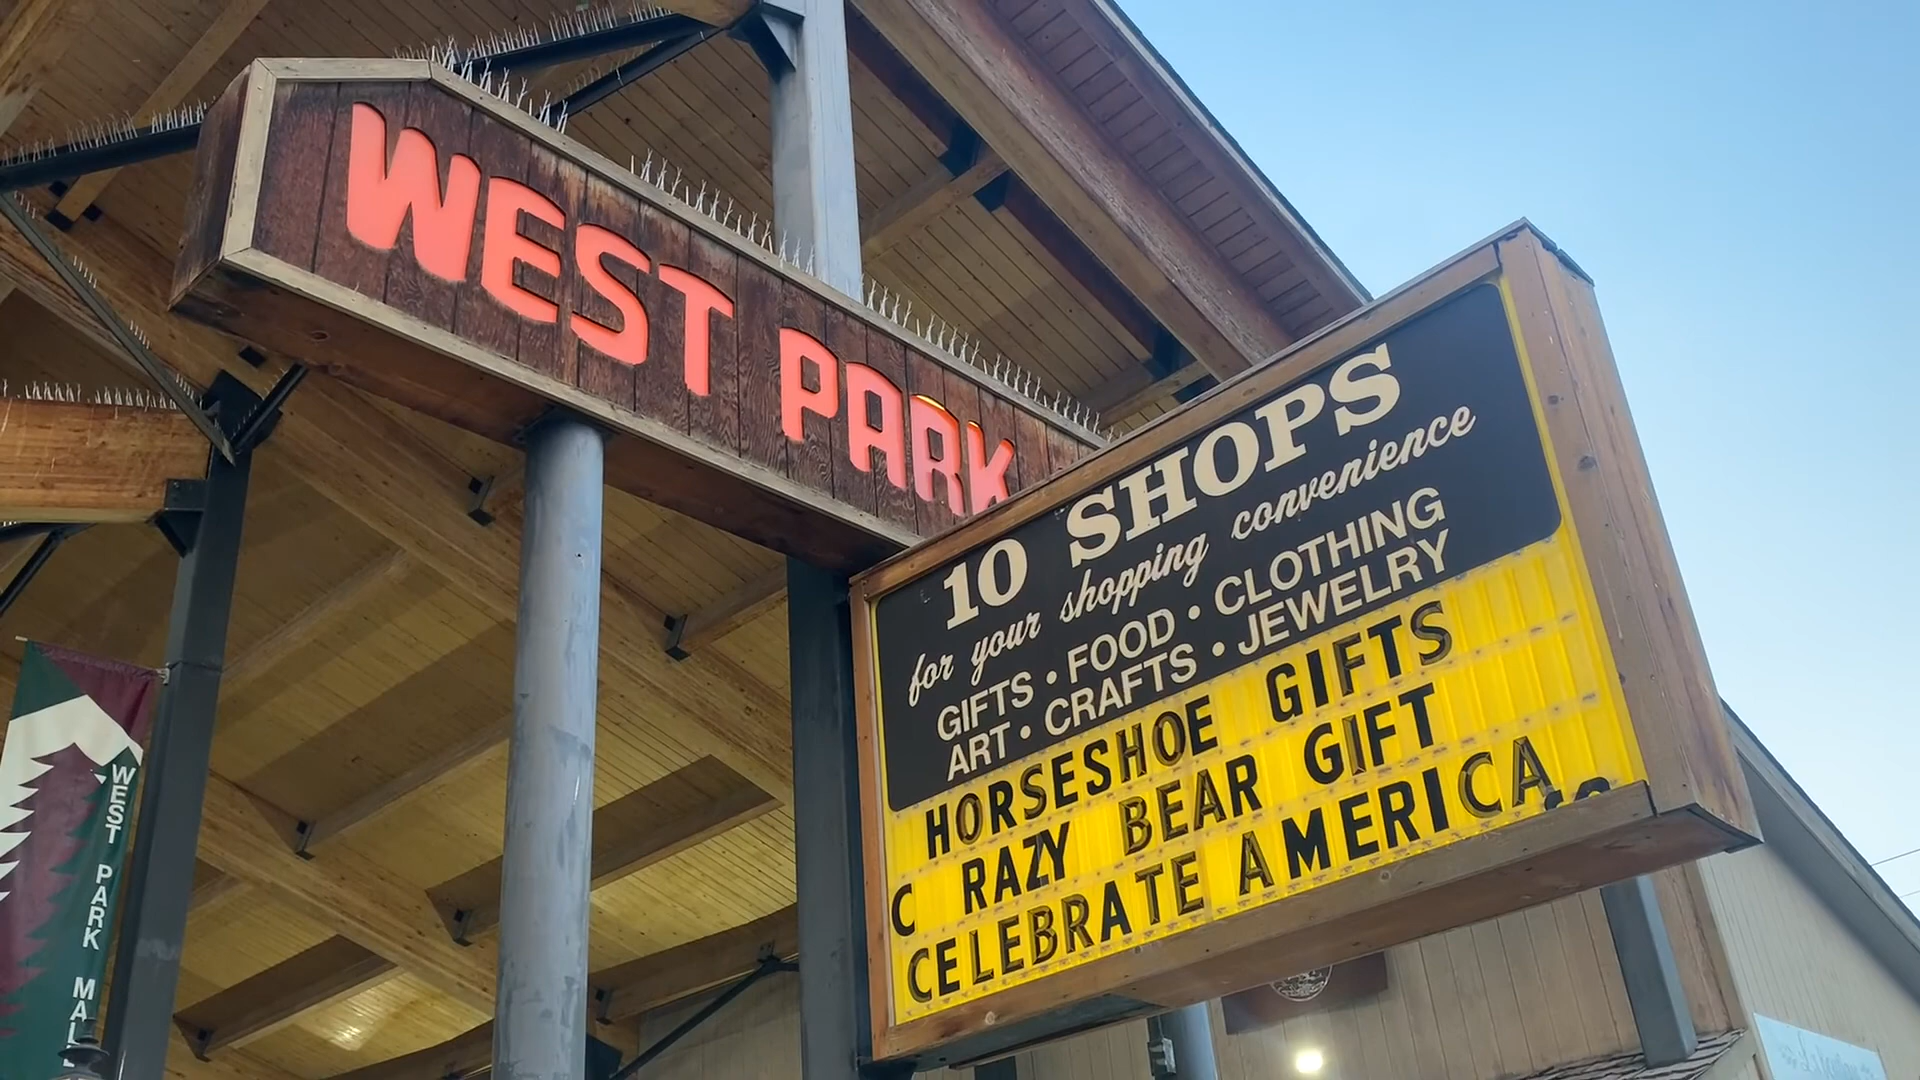 WEST PARK
10 SHOPS
for your shopping convenience
GIFTS • FOOD • CLOTHING
ART • CRAFTS • JEWELRY
HORSESHOE GIFTS
C RAZY BEAR GIFT
CELEBRATE AMERICA
WEST PARK MALL